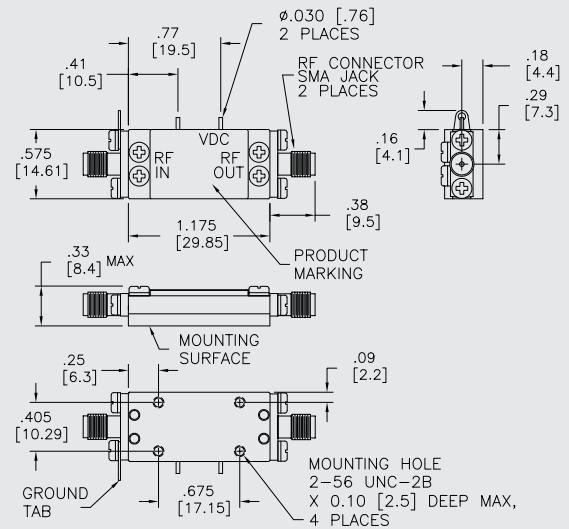 .77
[19.5]
ø.030 [.76]
2 PLACES
.41
[10.5]
RF CONNECTOR
SMA JACK
2 PLACES
.18
[4.4]
.29
[7.3]
.16
[4.1]
.575
[14.61]
VDC
RF
IN
RF
OUT
.38
[9.5]
1.175
[29.85]
PRODUCT
MARKING
.33
[8.4] MAX
MOUNTING
SURFACE
.25
[6.3]
.09
[2.2]
.405
[10.29]
GROUND
TAB
.675
[17.15]
MOUNTING HOLE
2-56 UNC-2B
X 0.10 [2.5] DEEP MAX,
4 PLACES